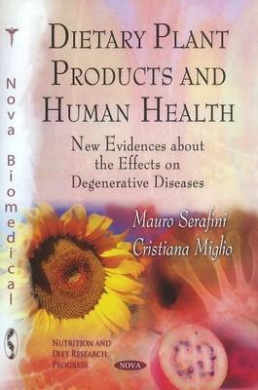 DIETARY PLANT
PRODUCTS AND
HUMAN HEALTH
New Evidences about
the Effects on
Degenerative Diseases
Mauro Serafini
Cristiana Miglio
Nova Biomedical
Nutrition and
Diet Research
Progress
NOVA